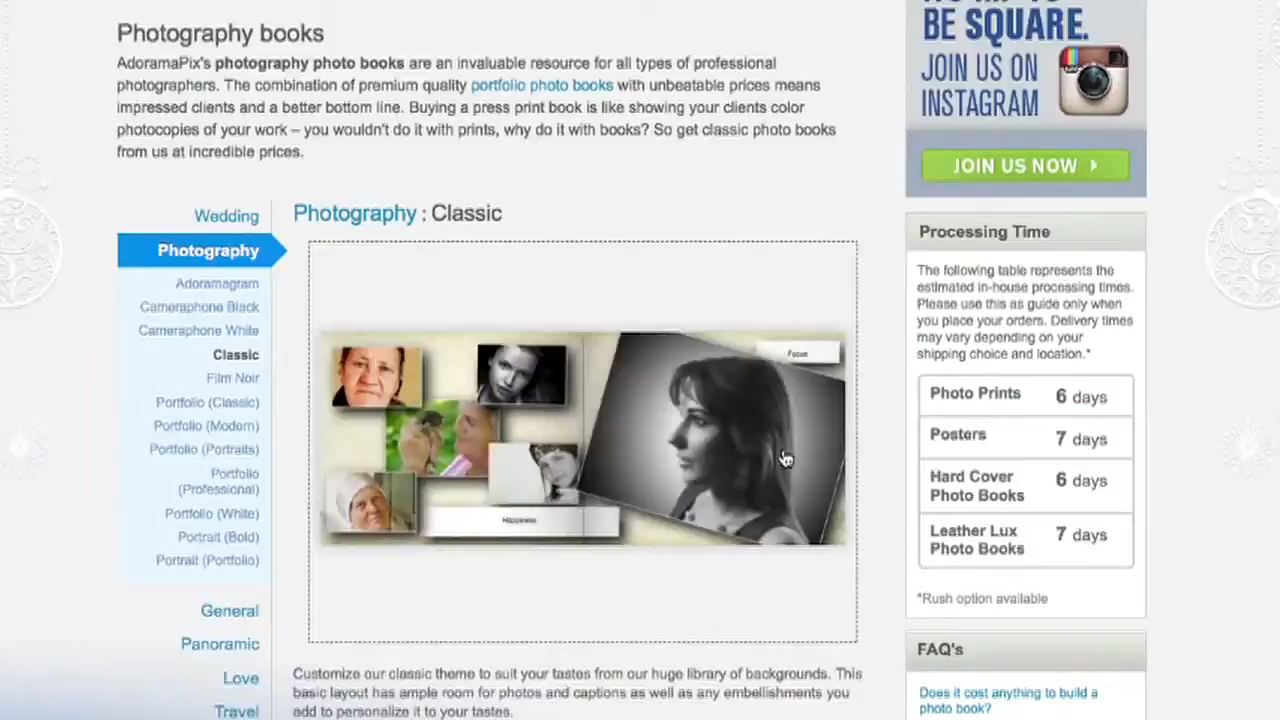 Photography books
AdoramaPix's photography photo books are an invaluable resource for all types of professional
photographers. The combination of premium quality portfolio photo books with unbeatable prices means
impressed clients and a better bottom line. Buying a press print book is like showing your clients color
photocopies of your work – you wouldn't do it with prints, why do it with books? So get classic photo books
from us at incredible prices.
Wedding
Photography
Adoramagram
Cameraphone Black
Cameraphone White
Classic
Film Noir
Portfolio (Classic)
Portfolio (Modern)
Portfolio (Portraits)
Portfolio
(Professional)
Portfolio (White)
Portrait (Bold)
Portrait (Portfolio)
General
Panoramic
Love
Travel
Photography : Classic
Focus
Happiness
Customize our classic theme to suit your tastes from our huge library of backgrounds. This
basic layout has ample room for photos and captions as well as any embellishments you
add to personalize it to your tastes.
BE SQUARE.
JOIN US ON
INSTAGRAM
JOIN US NOW
Processing Time
The following table represents the
estimated in-house processing times.
Please use this as guide only when
you place your orders. Delivery times
may vary depending on your
shipping choice and location.*
Photo Prints 6 days
Posters 7 days
Hard Cover
Photo Books 6 days
Leather Lux
Photo Books 7 days
*Rush option available
FAQ's
Does it cost anything to build a
photo book?